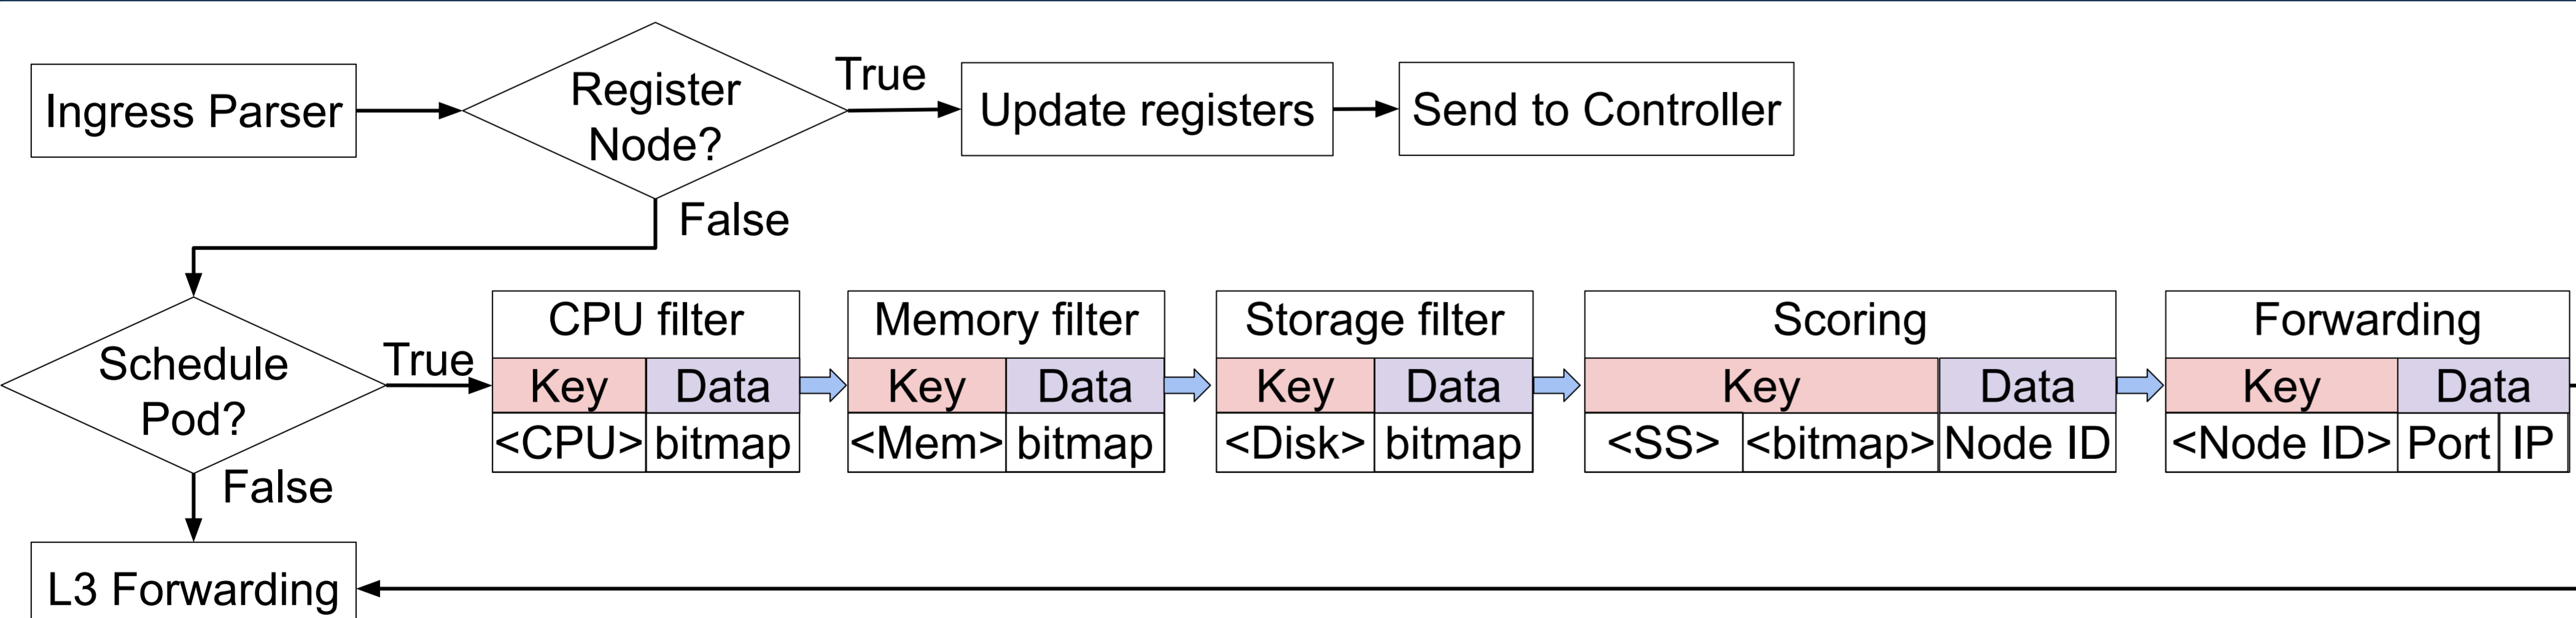 Ingress Parser
Register
Node?
True
Update registers
Send to Controller
False
Schedule
Pod?
True
CPU filter
Key Data
<CPU> bitmap
Memory filter
Key Data
<Mem> bitmap
Storage filter
Key Data
<Disk> bitmap
Scoring
Key Data
<SS> <bitmap> Node ID
Forwarding
Key Data
<Node ID> Port IP
False
L3 Forwarding